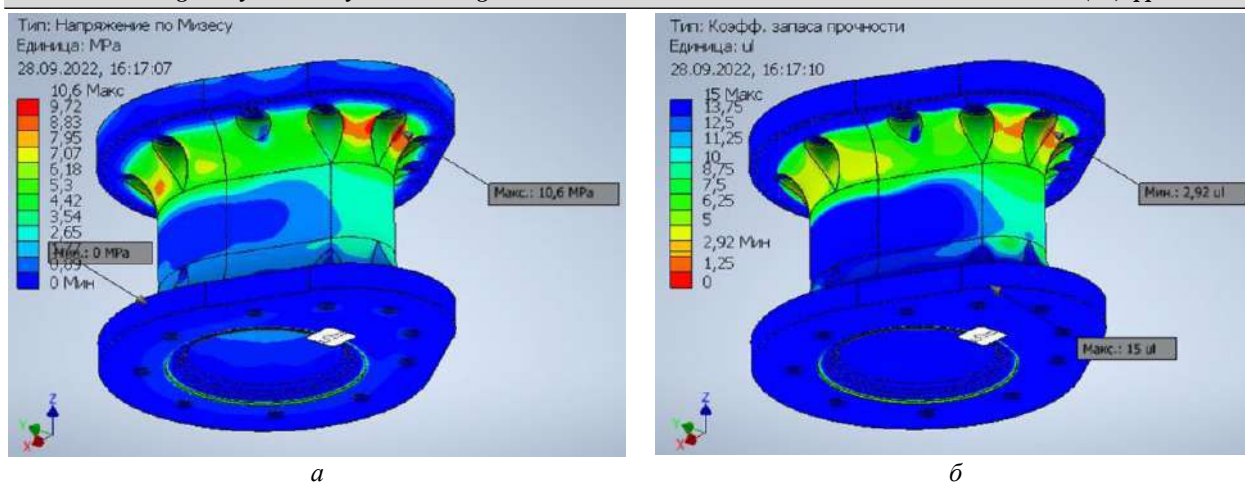 Тип: Напряжение по Мизесу
Единица: MPa
28.09.2022, 16:17:07
10,6 Макс
9,72
8,83
7,95
7,07
6,18
5,3
4,42
3,54
2,65
1,77
0,89
0 Мин
Мин.: 0 MPa
Макс.: 10,6 MPa
Z
Y
X
а
Тип: Коэфф. запаса прочности
Единица: ul
28.09.2022, 16:17:10
15 Макс
13,75
12,5
11,25
10
8,75
7,5
6,25
5
2,92 Мин
1,25
0
Мин.: 2,92 ul
Макс.: 15 ul
Z
Y
X
б